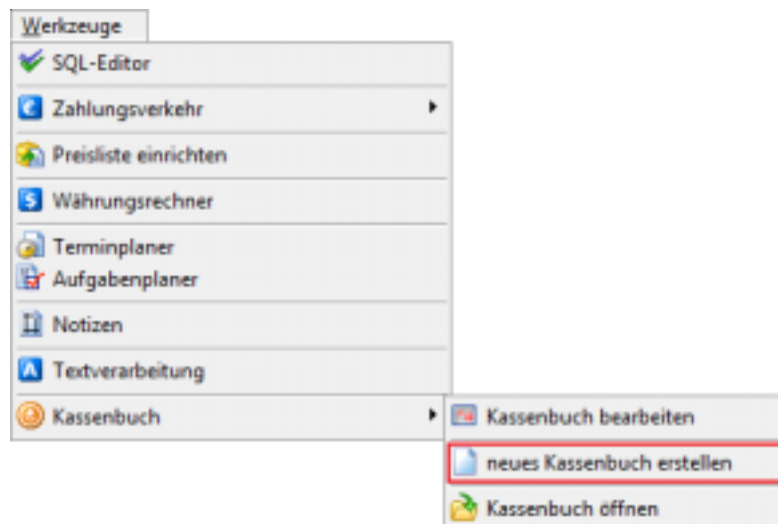 Werkzeuge
SQL-Editor
Zahlungsverkehr
Preisliste einrichten
Währungsrechner
Terminplaner
Aufgabenplaner
Notizen
Textverarbeitung
Kassenbuch
Kassenbuch bearbeiten
neues Kassenbuch erstellen
Kassenbuch öffnen